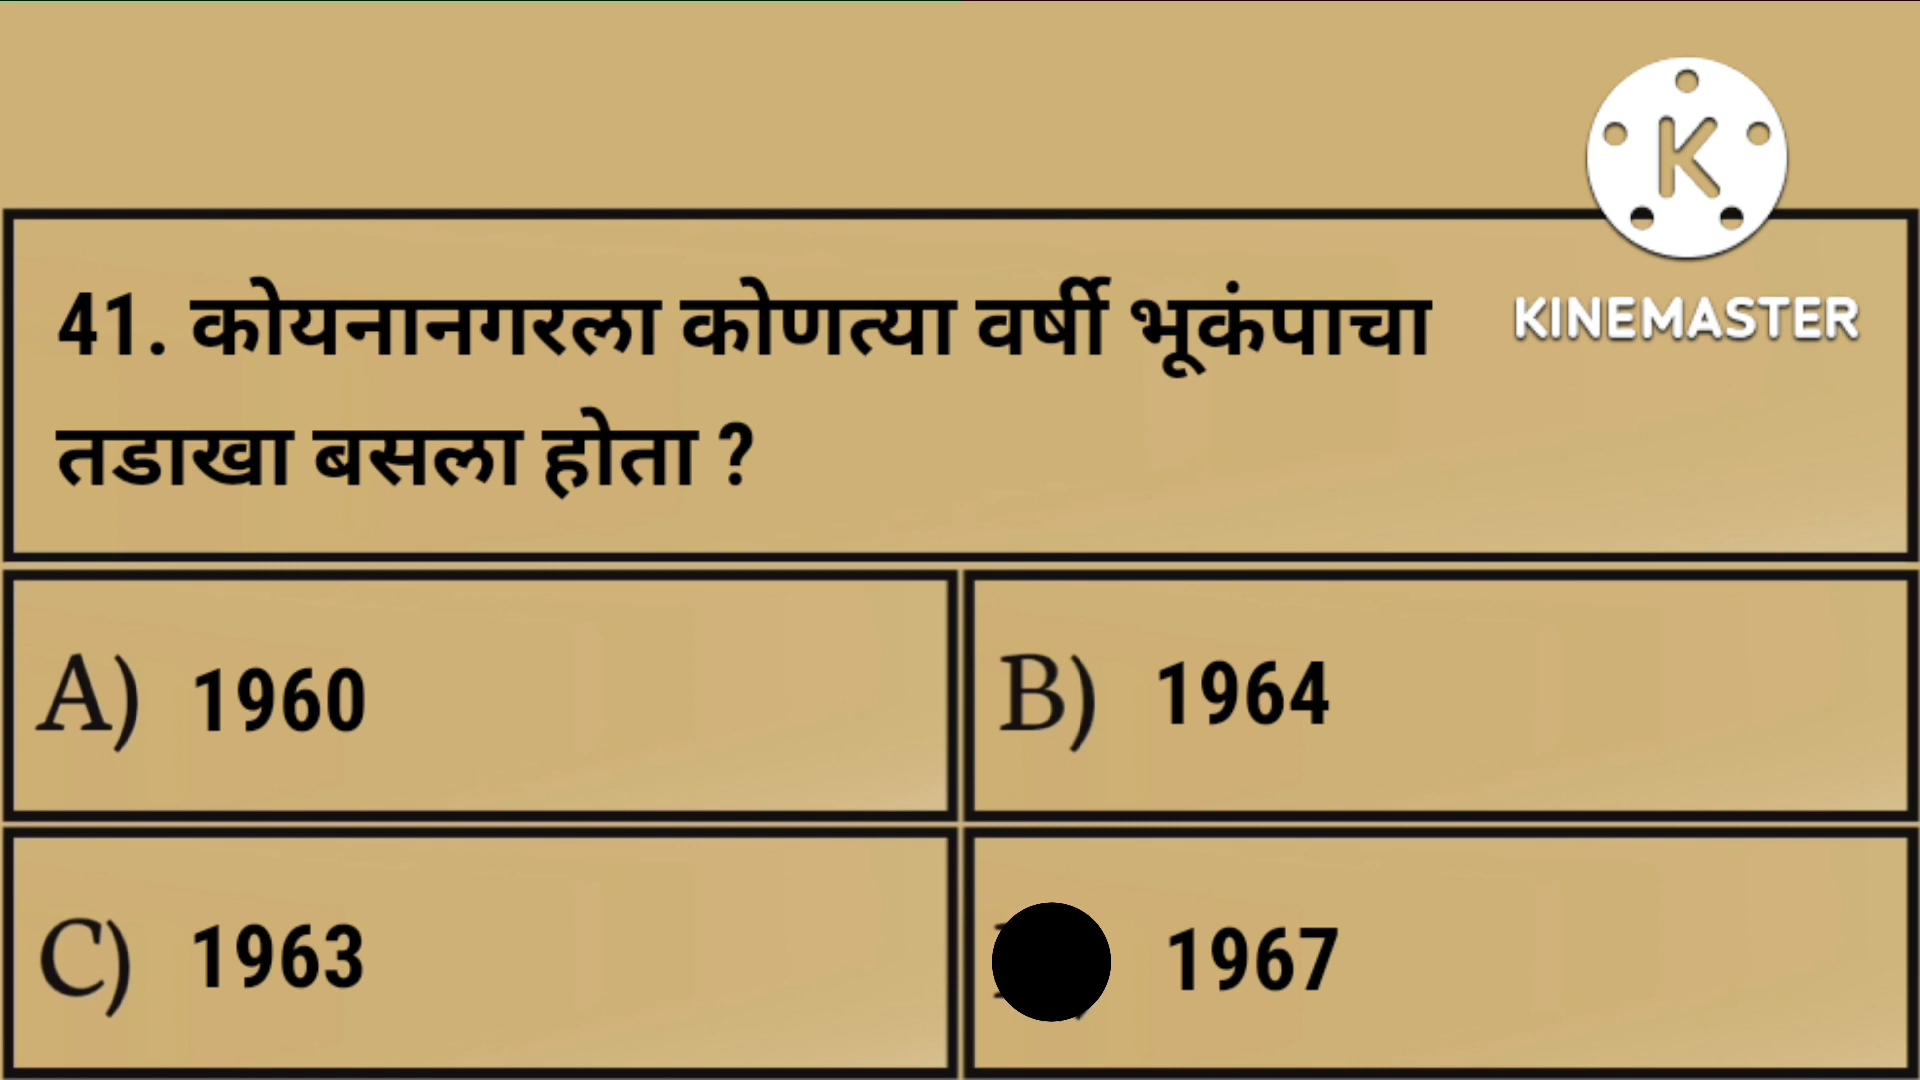 K
KINEMASTER
41. कोयनानगरला कोणत्या वर्षी भूकंपाचा
तडाखा बसला होता ?
A) 1960
B) 1964
C) 1963
1967